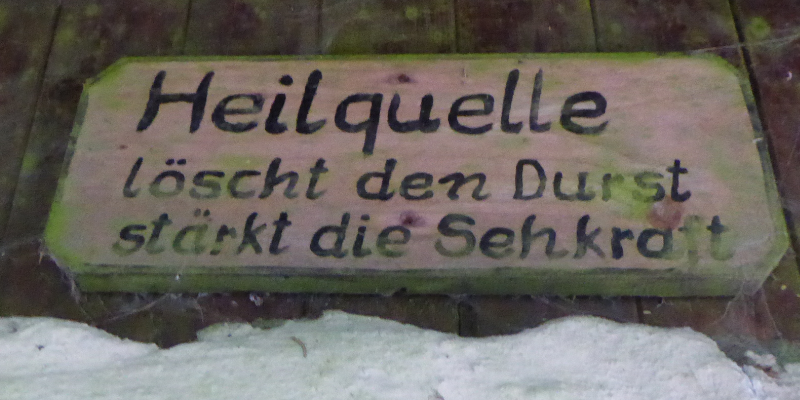 Heilquelle
löscht den Durst
stärkt die Sehkraft